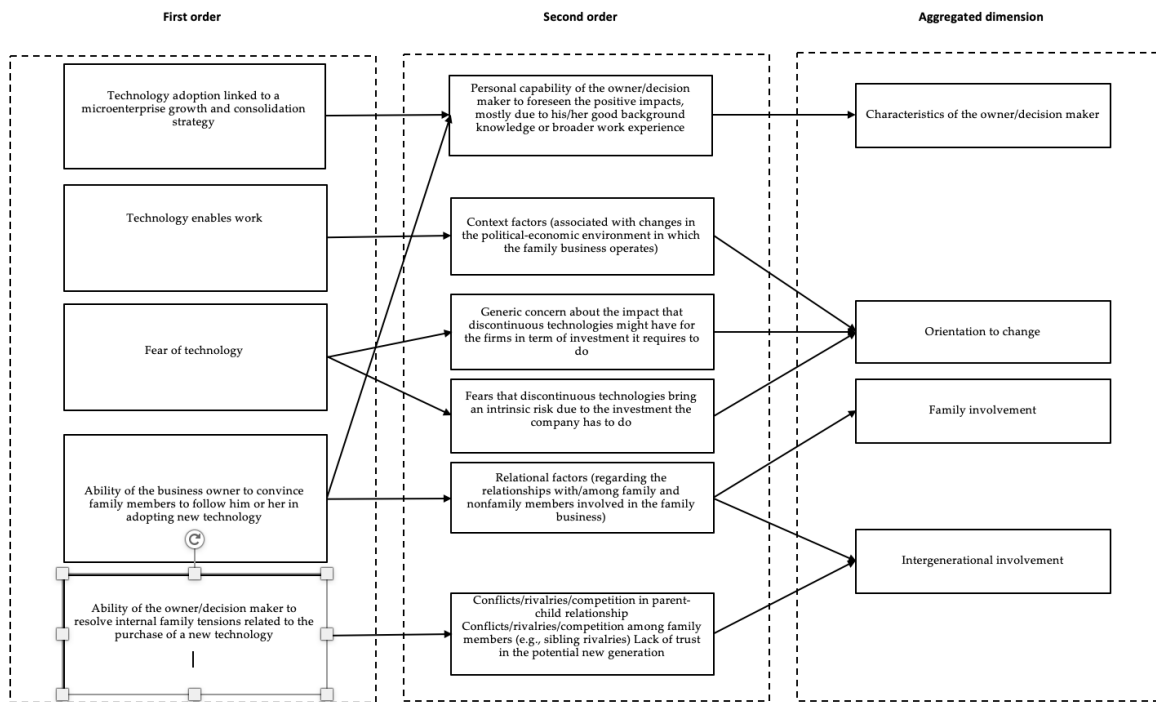 First order
Second order
Aggregated dimension
Technology adoption linked to a
microenterprise growth and consolidation
strategy
Technology enables work
Fear of technology
Ability of the business owner to convince
family members to follow him or her in
adopting new technology
Ability of the owner/decision maker to
resolve internal family tensions related to the
purchase of a new technology
Personal capability of the owner/decision
maker to foreseen the positive impacts,
mostly due to his/her good background
knowledge or broader work experience
Context factors (associated with changes in
the political-economic environment in which
the family business operates)
Generic concern about the impact that
discontinuous technologies might have for
the firms in term of investment it requires to
do
Fears that discontinuous technologies bring
an intrinsic risk due to the investment the
company has to do
Relational factors (regarding the
relationships with/among family and
nonfamily members involved in the family
business)
Conflicts/rivalries/competition in parent-
child relationship
Conflicts/rivalries/competition among family
members (e.g., sibling rivalries) Lack of trust
in the potential new generation
Characteristics of the owner/decision maker
Orientation to change
Family involvement
Intergenerational involvement